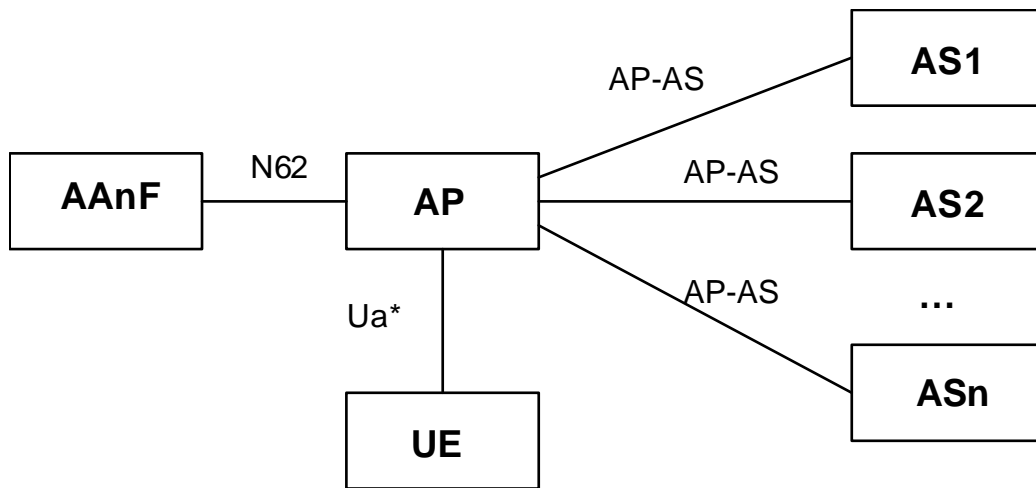 AS1
AP-AS
N62
AP-AS
AAnF
AP
AS2
AP-AS
...
Ua*
ASn
UE